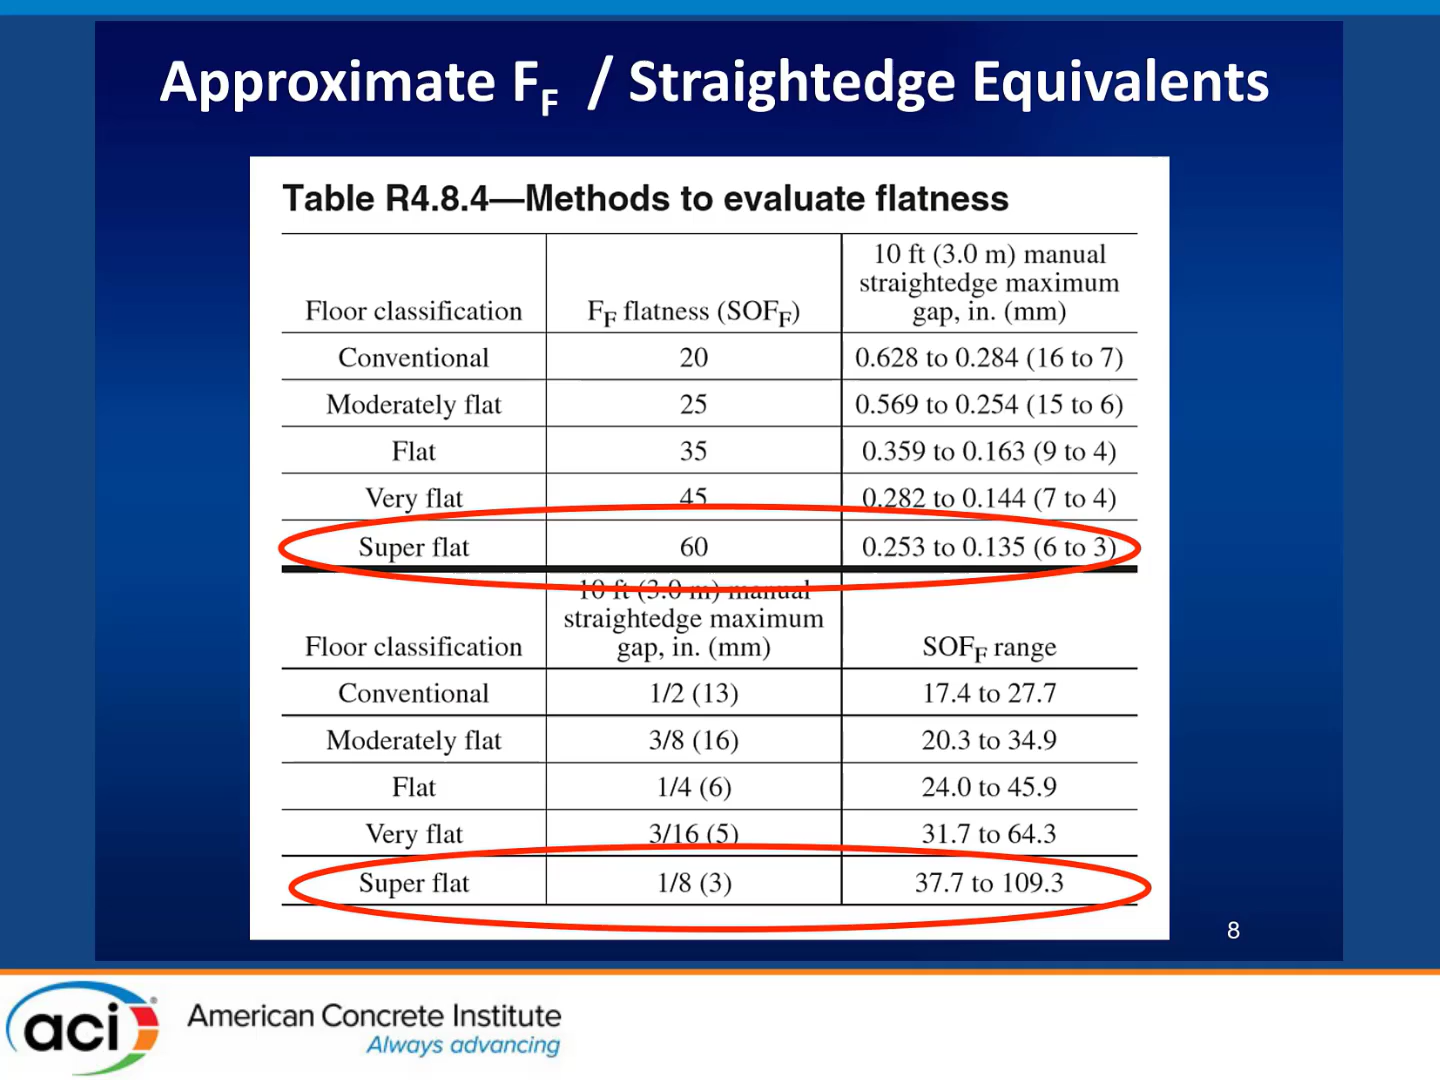 Approximate FF / Straightedge Equivalents
Table R4.8.4—Methods to evaluate flatness
Floor classification FF flatness (SOFF) 10 ft (3.0 m) manual
straightedge maximum
gap, in. (mm)
Conventional 20 0.628 to 0.284 (16 to 7)
Moderately flat 25 0.569 to 0.254 (15 to 6)
Flat 35 0.359 to 0.163 (9 to 4)
Very flat 45 0.282 to 0.144 (7 to 4)
Super flat 60 0.253 to 0.135 (6 to 3)
Floor classification 10 ft (3.0 m) manual
straightedge maximum
gap, in. (mm) SOFF range
Conventional 1/2 (13) 17.4 to 27.7
Moderately flat 3/8 (16) 20.3 to 34.9
Flat 1/4 (6) 24.0 to 45.9
Very flat 3/16 (5) 31.7 to 64.3
Super flat 1/8 (3) 37.7 to 109.3
8
aci
American Concrete Institute
Always advancing